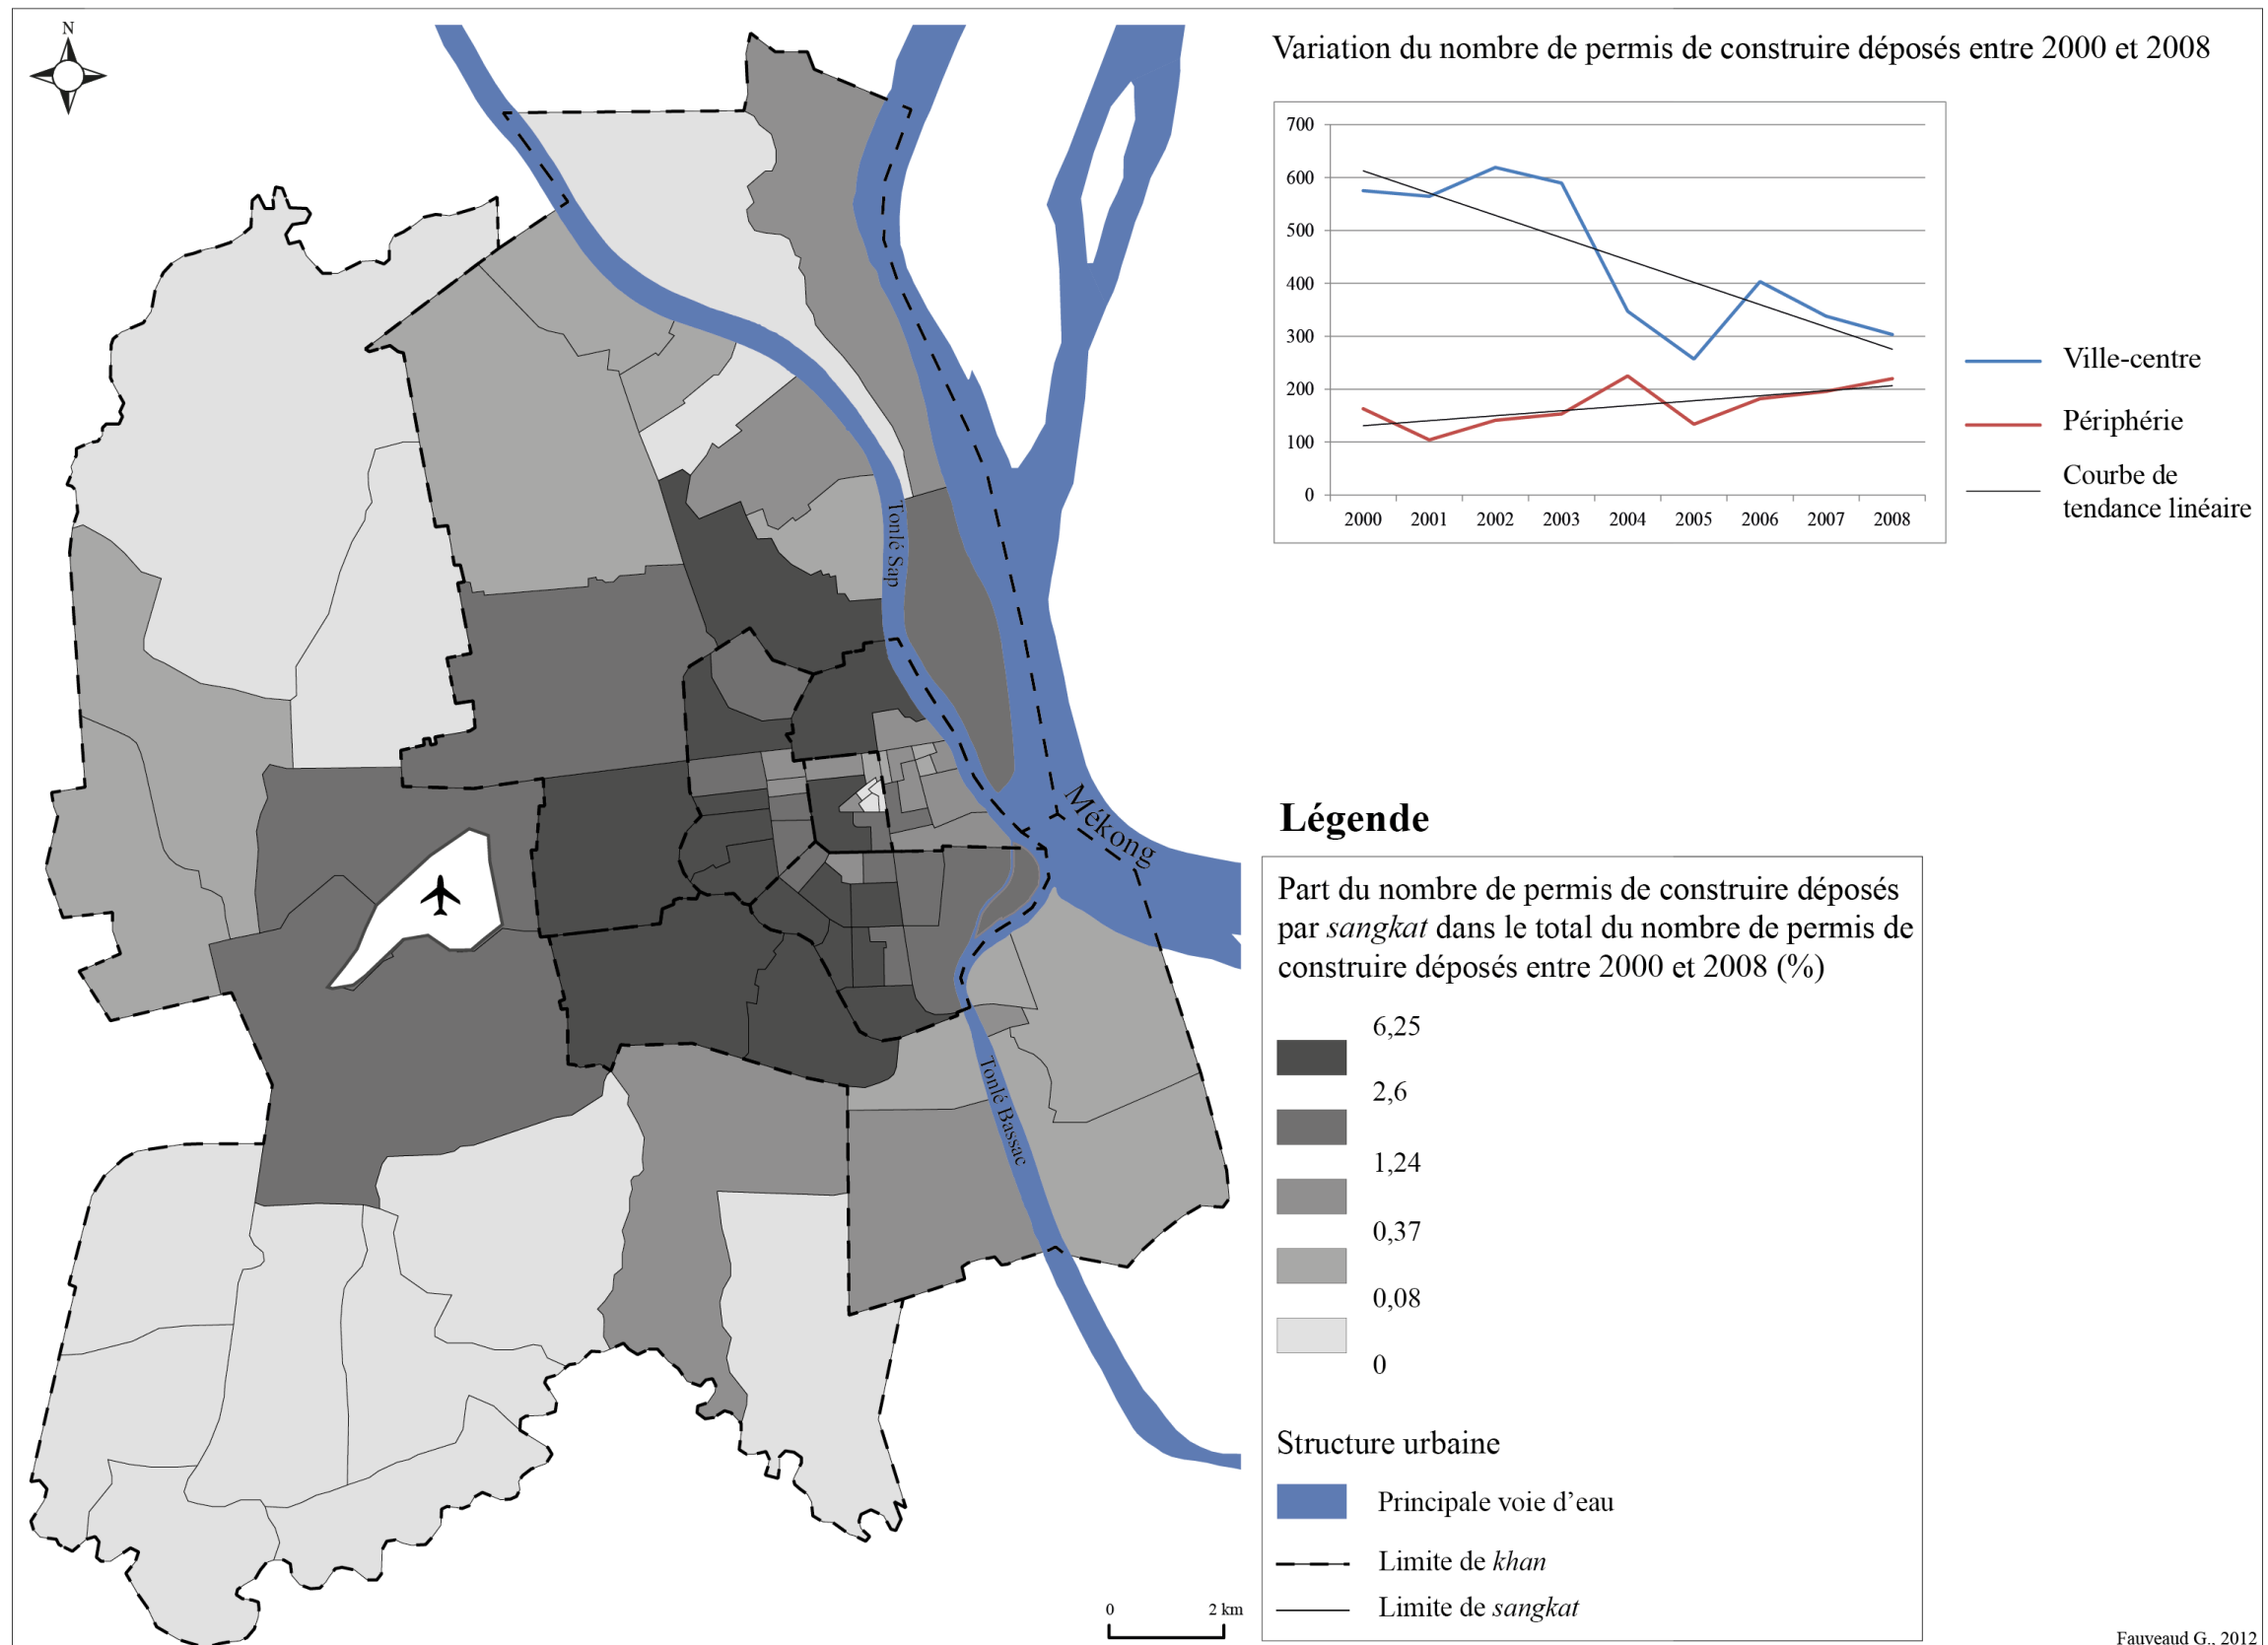 N
Variation du nombre de permis de construire déposés entre 2000 et 2008
700
600
500
400
300
200
100
0
2000 2001 2002 2003 2004 2005 2006 2007 2008
Ville-centre
Périphérie
Courbe de
tendance linéaire
Tonlé Sap
Mékong
Tonlé Bassac
Légende
Part du nombre de permis de construire déposés
par sangkat dans le total du nombre de permis de
construire déposés entre 2000 et 2008 (%)
6,25
2,6
1,24
0,37
0,08
0
Structure urbaine
Principale voie d’eau
Limite de khan
Limite de sangkat
0 2 km
Fauveaud G., 2012